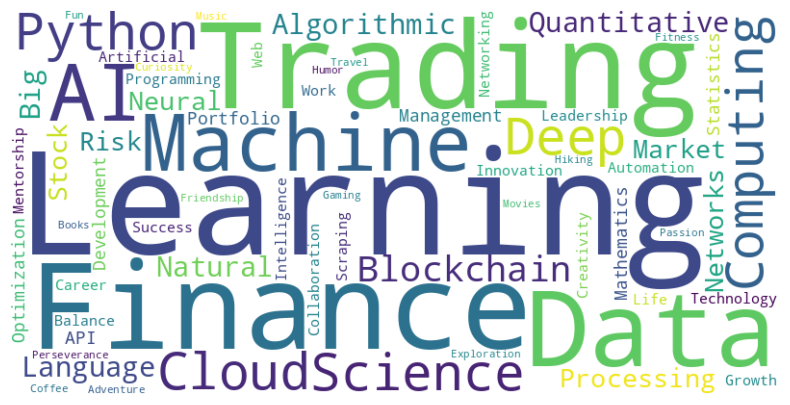 Fun
Music
Python
Algorithmic
Quantitative
Trading
Artificial
Curiosity
Web
Networking
Fitness
Statistics
Computing
AI
Big
Programming
Humor
Travel
Neural
Work
Portfolio
Management
Leadership
Stock
Risk
Machine
Deep
Market
Mentorship
Hiking
Innovation
Automation
Learning
Development
Friendship
Intelligence
Gaming
Movies
Networks
Mathematics
Books
Success
Scraping
Creativity
Passion
Optimization
Natural
Collaboration
Blockchain
Finance
Career
Life
Technology
Data
Balance
API
Perseverance
Exploration
Language
Cloud
Science
Processing
Growth
Coffee
Adventure